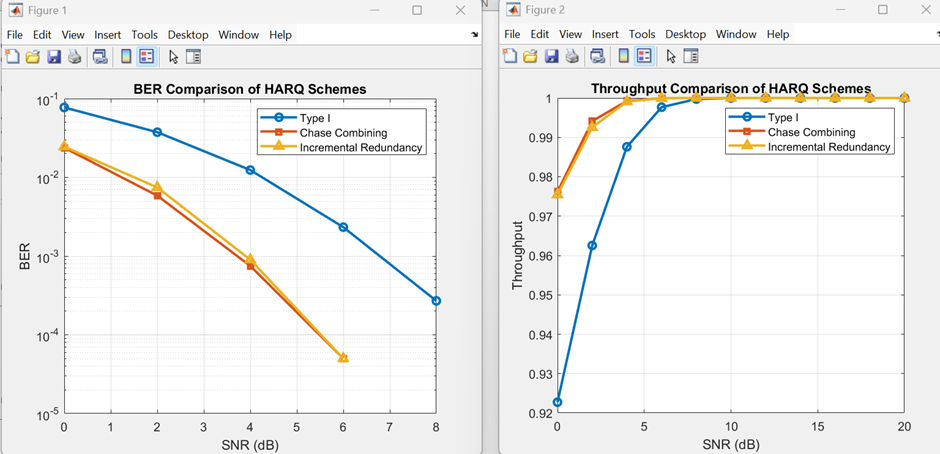 Figure 1
File Edit View Insert Tools Desktop Window Help
BER Comparison of HARQ Schemes
10-1
10-2
10-3
10-4
10-5
BER
Type I
Chase Combining
Incremental Redundancy
0 1 2 3 4 5 6 7 8
SNR (dB)
Figure 2
File Edit View Insert Tools Desktop Window Help
Throughput Comparison of HARQ Schemes
1
0.99
0.98
0.97
0.96
0.95
0.94
0.93
0.92
Throughput
Type I
Chase Combining
Incremental Redundancy
0 5 10 15 20
SNR (dB)